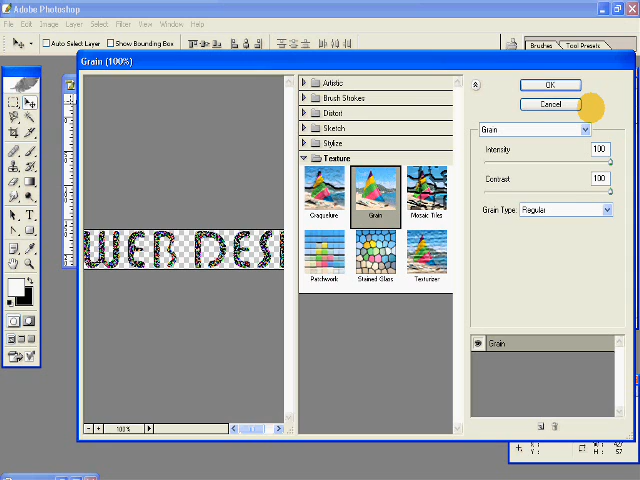 Adobe Photoshop
File Edit Image Layer Select Filter View Window Help
Auto Select Layer Show Bounding Box
Brushes Tool Presets
Grain (100%)
WEB DES
100%
Artistic
Brush Strokes
Distort
Sketch
Stylize
Texture
Craquelure Grain Mosaic Tiles
Patchwork Stained Glass Texturizer
OK
Cancel
Grain
Intensity 100
Contrast 100
Grain Type: Regular
Grain
X: W:
Y: H: 57